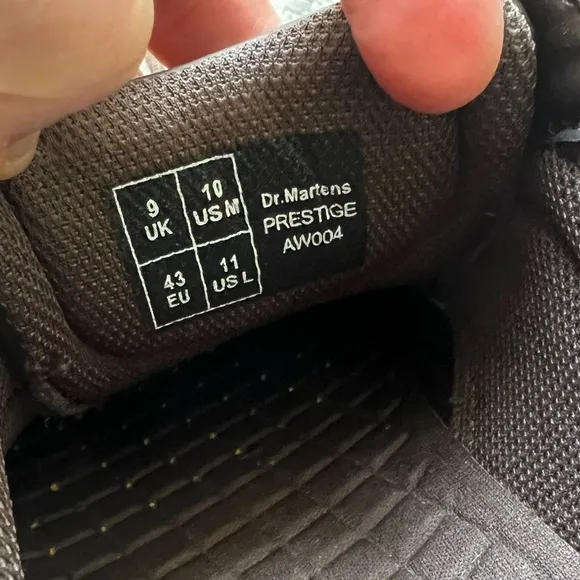 9
UK
10
US M
43
EU
11
US L
Dr.Martens
PRESTIGE
AW004